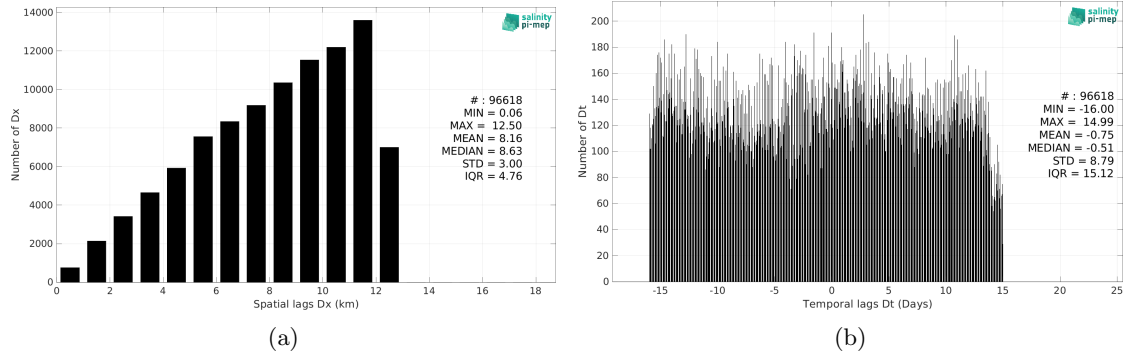 14000
12000
10000
8000
6000
4000
2000
0
Number of Dx
0 2 4 6 8 10 12 14 16 18
Spatial lags Dx (km)
salinity
pi-mep
# : 96618
MIN = 0.06
MAX = 12.50
MEAN = 8.16
MEDIAN = 8.63
STD = 3.00
IQR = 4.76
(a)
200
180
160
140
120
100
80
60
40
20
0
Number of Dt
-15 -10 -5 0 5 10 15 20 25
Temporal lags Dt (Days)
salinity
pi-mep
# : 96618
MIN = -16.00
MAX = 14.99
MEAN = -0.75
MEDIAN = -0.51
STD = 8.79
IQR = 15.12
(b)